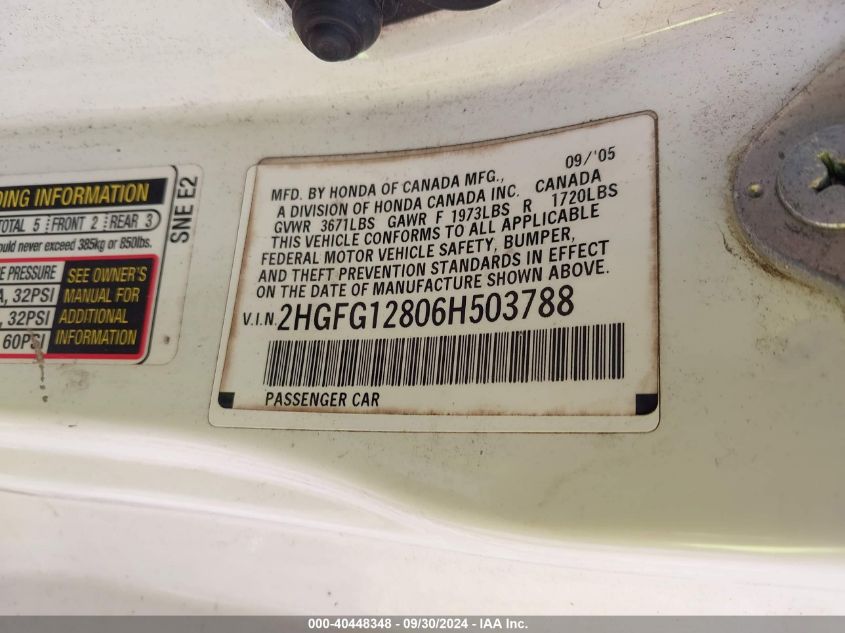 DING INFORMATION
TOTAL 5 FRONT 2 REAR 3
ould never exceed 385kg or 850lbs.
E PRESSURE
A, 32PSI
, 32PSI
60PSI
SEE OWNER'S
MANUAL FOR
ADDITIONAL
INFORMATION
SNE E2
09/'05
MFD. BY HONDA OF CANADA MFG.,
A DIVISION OF HONDA CANADA INC. CANADA
GVWR 3671LBS GAWR F 1973LBS R 1720LBS
THIS VEHICLE CONFORMS TO ALL APPLICABLE
FEDERAL MOTOR VEHICLE SAFETY, BUMPER,
AND THEFT PREVENTION STANDARDS IN EFFECT
ON THE DATE OF MANUFACTURE SHOWN ABOVE.
V.I.N. 2HGFG12806H503788
PASSENGER CAR
000-40448348 - 09/30/2024 - IAA Inc.